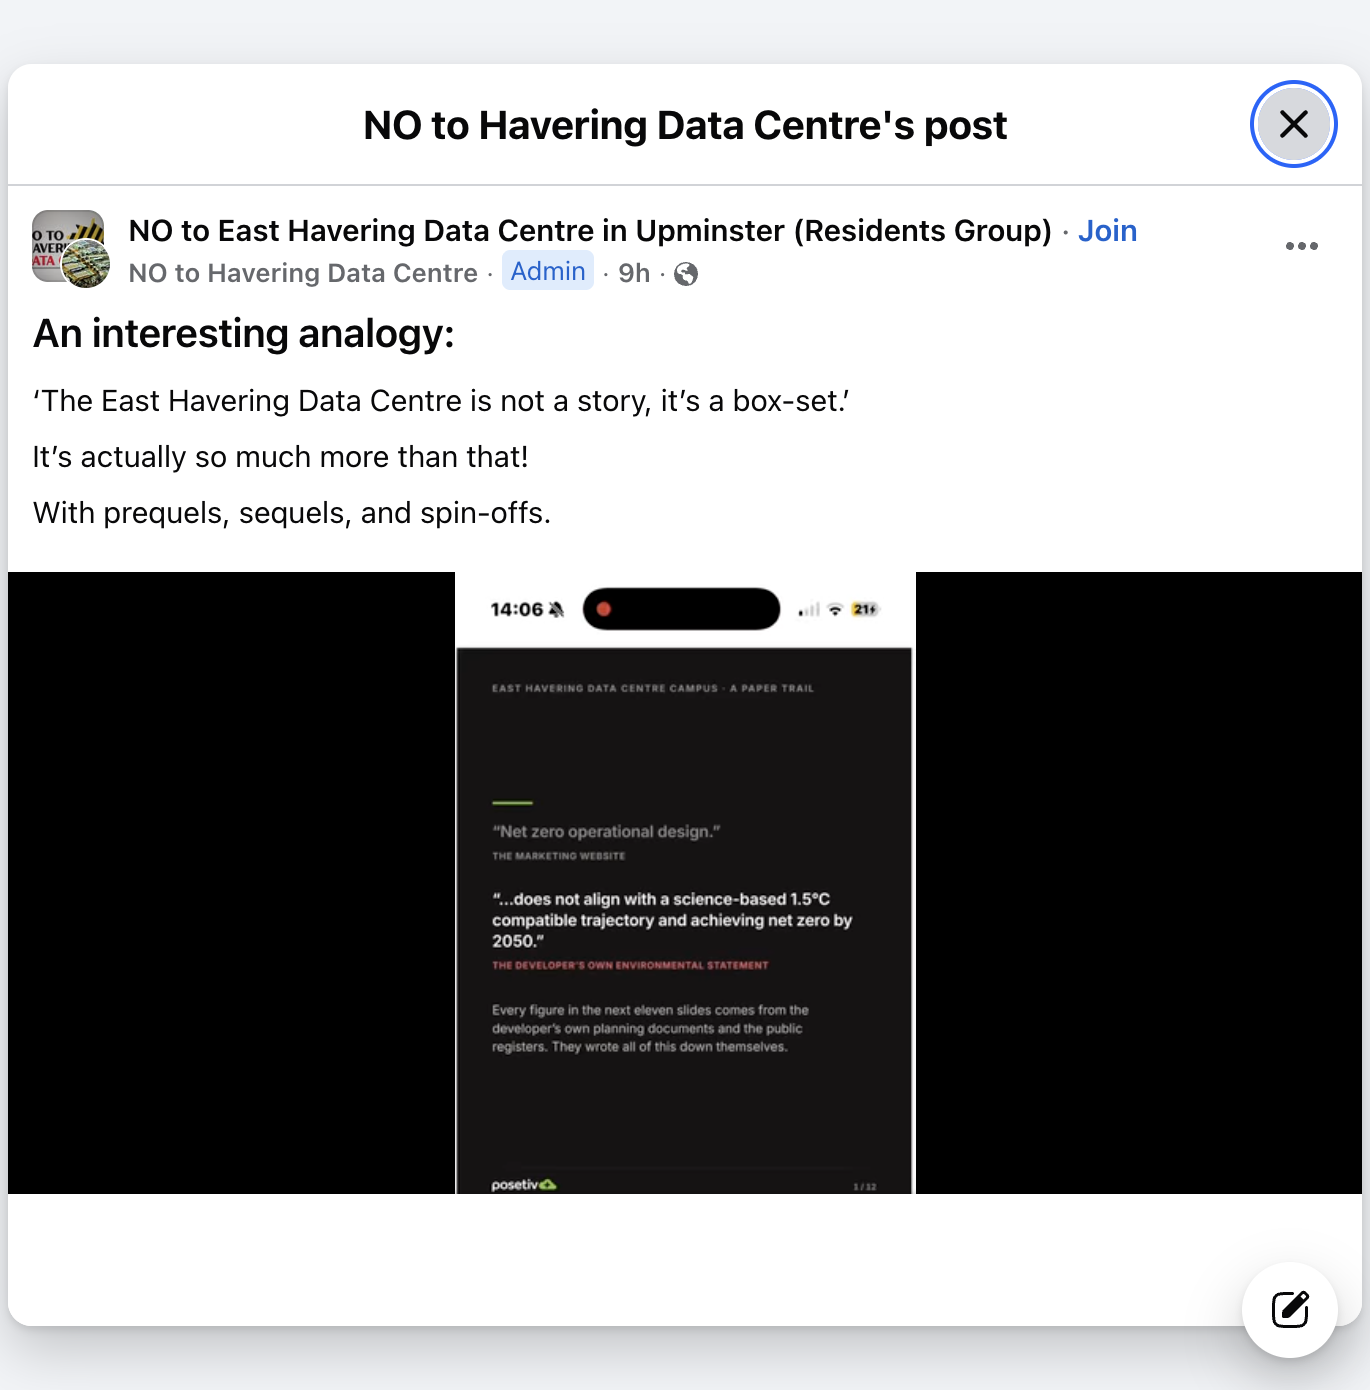 NO to Havering Data Centre's post
NO to East Havering Data Centre in Upminster (Residents Group) · Join
NO to Havering Data Centre · Admin · 9h ·
An interesting analogy:
‘The East Havering Data Centre is not a story, it’s a box-set.’
It’s actually so much more than that!
With prequels, sequels, and spin-offs.
14:06
21
EAST HAVERING DATA CENTRE CAMPUS · A PAPER TRAIL
“Net zero operational design.”
THE MARKETING WEBSITE
“...does not align with a science-based 1.5°C
compatible trajectory and achieving net zero by
2050.”
THE DEVELOPER’S OWN ENVIRONMENTAL STATEMENT
Every figure in the next eleven slides comes from the
developer’s own planning documents and the public
registers. They wrote all of this down themselves.
posetiv
1 / 12